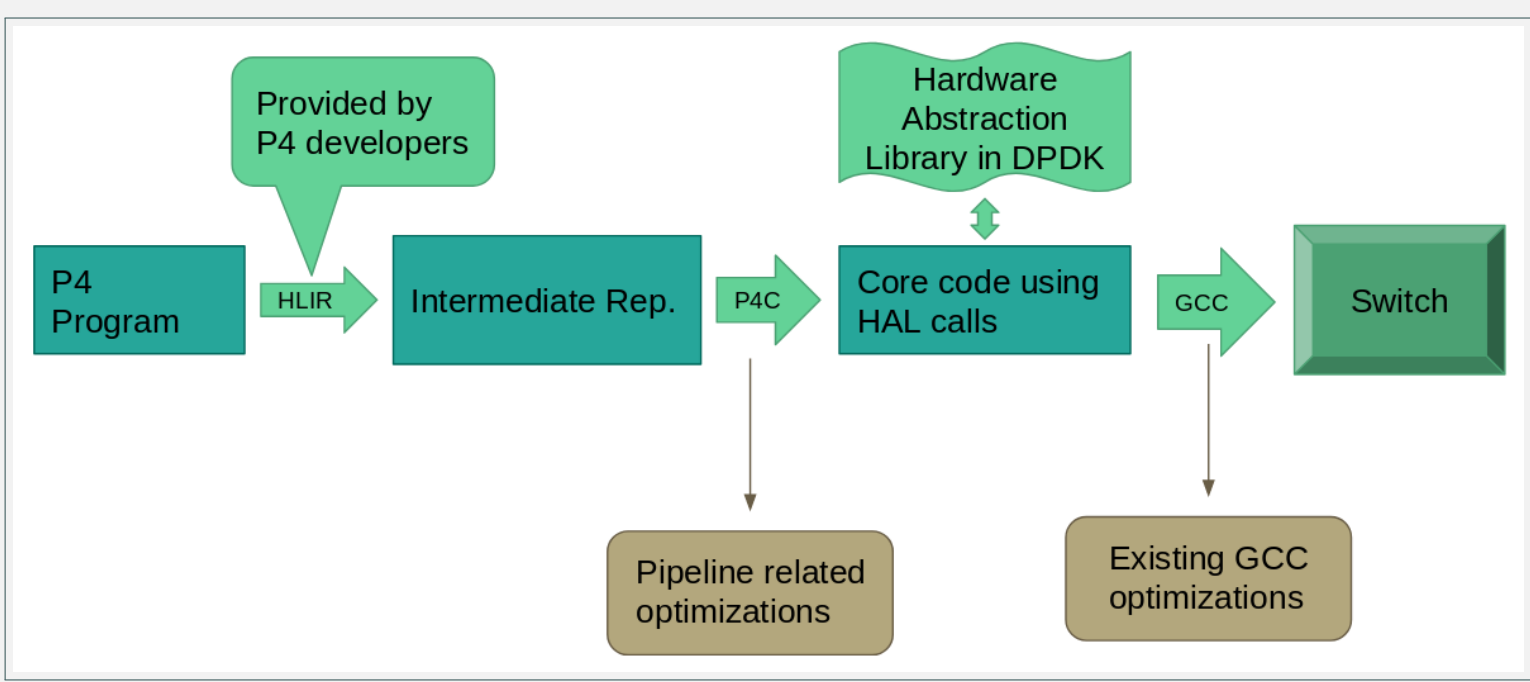 Provided by
P4 developers
Hardware
Abstraction
Library in DPDK
P4
Program
HLIR
Intermediate Rep.
P4C
Core code using
HAL calls
GCC
Switch
Pipeline related
optimizations
Existing GCC
optimizations